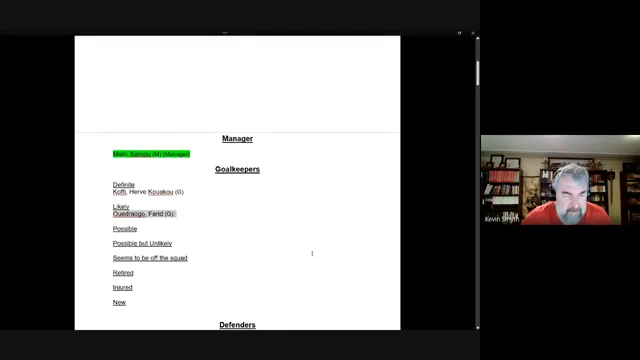 Manager
Malo, Kamou (M) (Manager)
Goalkeepers
Definite
Koffi, Herve Kouakou (G)
Likely
Ouedraogo, Farid (G)
Possible
Possible but Unlikely
Seems to be off the squad
Retired
Injured
New
Defenders
Kevin Smyth